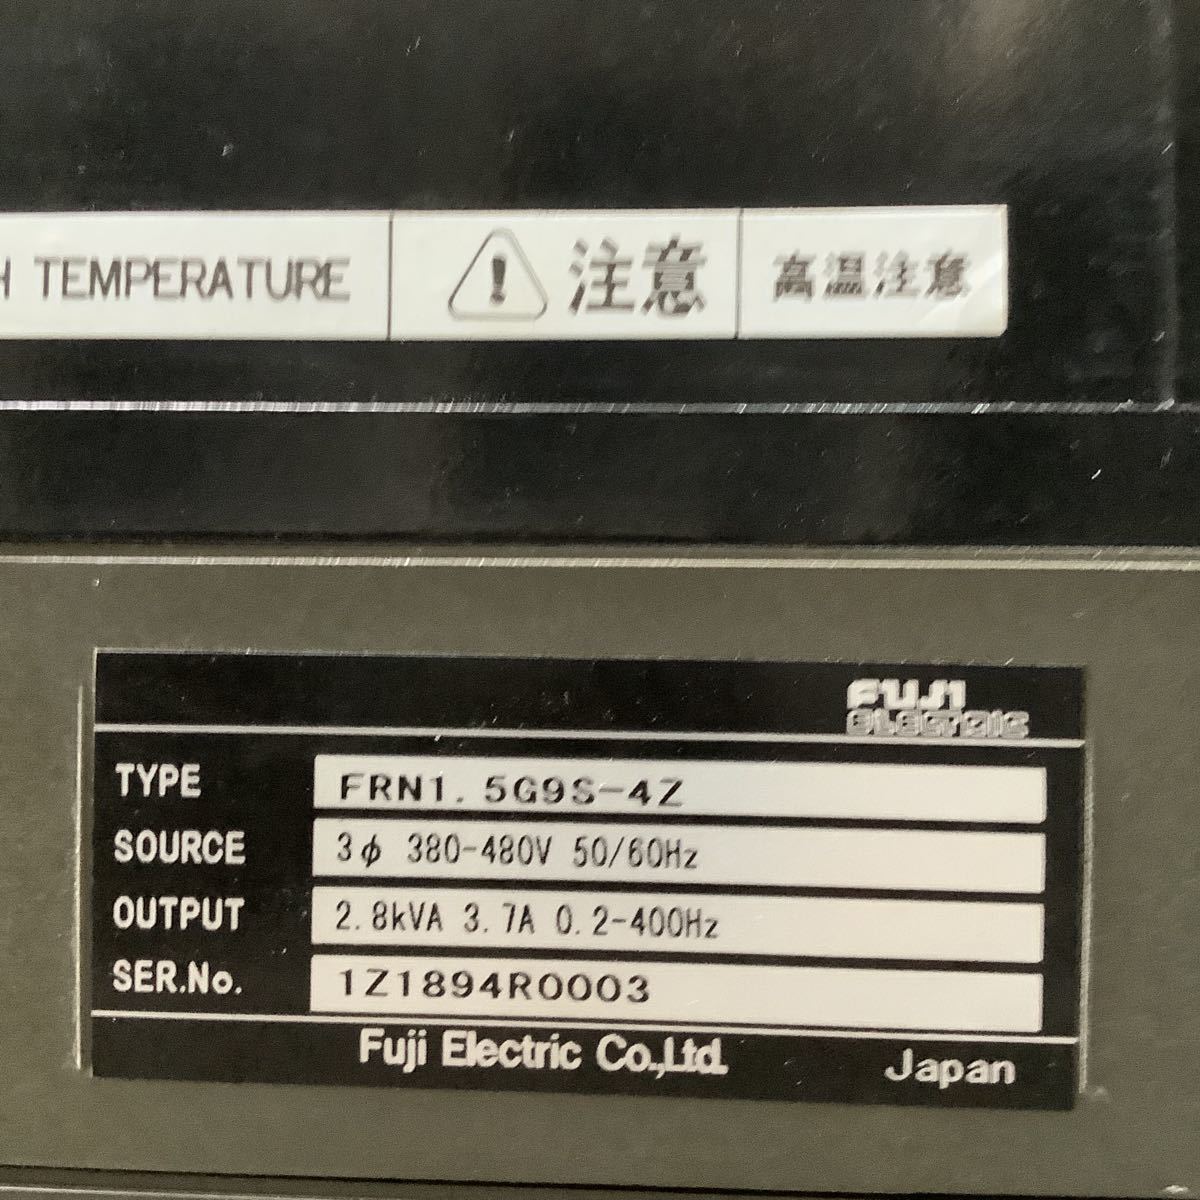 H TEMPERATURE ! 注意 高温注意
FUJI
ELECTRIC
TYPE FRN1.5G9S-4Z
SOURCE 3φ 380-480V 50/60Hz
OUTPUT 2.8kVA 3.7A 0.2-400Hz
SER.No. 1Z1894R0003
Fuji Electric Co.,Ltd. Japan